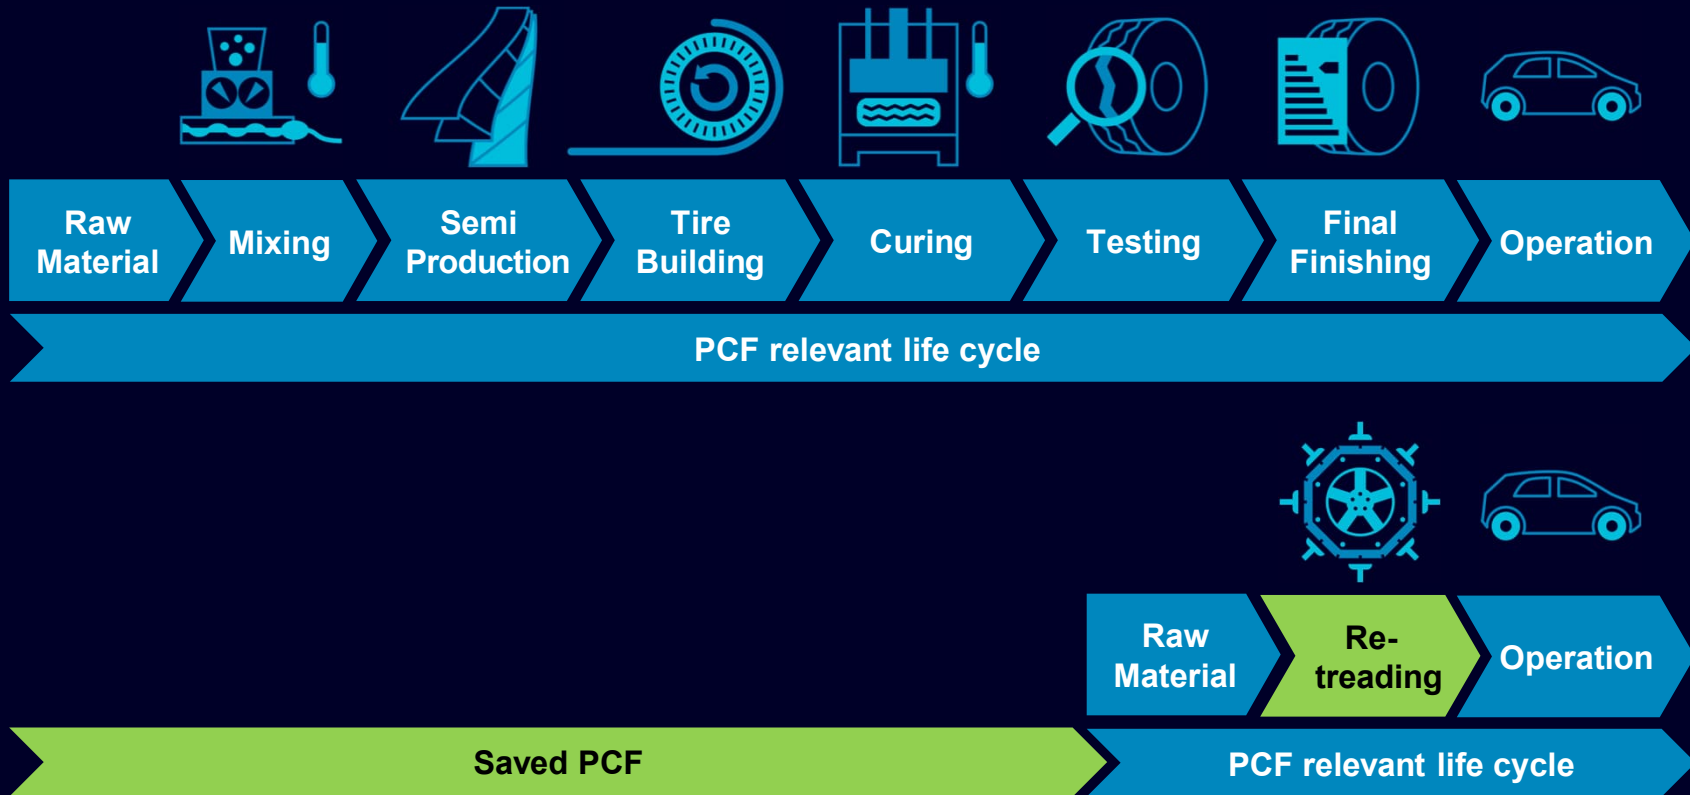 Raw
Material
Mixing
Semi
Production
Tire
Building
Curing
Testing
Final
Finishing
Operation
PCF relevant life cycle
Raw
Material
Re-
treading
Operation
Saved PCF
PCF relevant life cycle